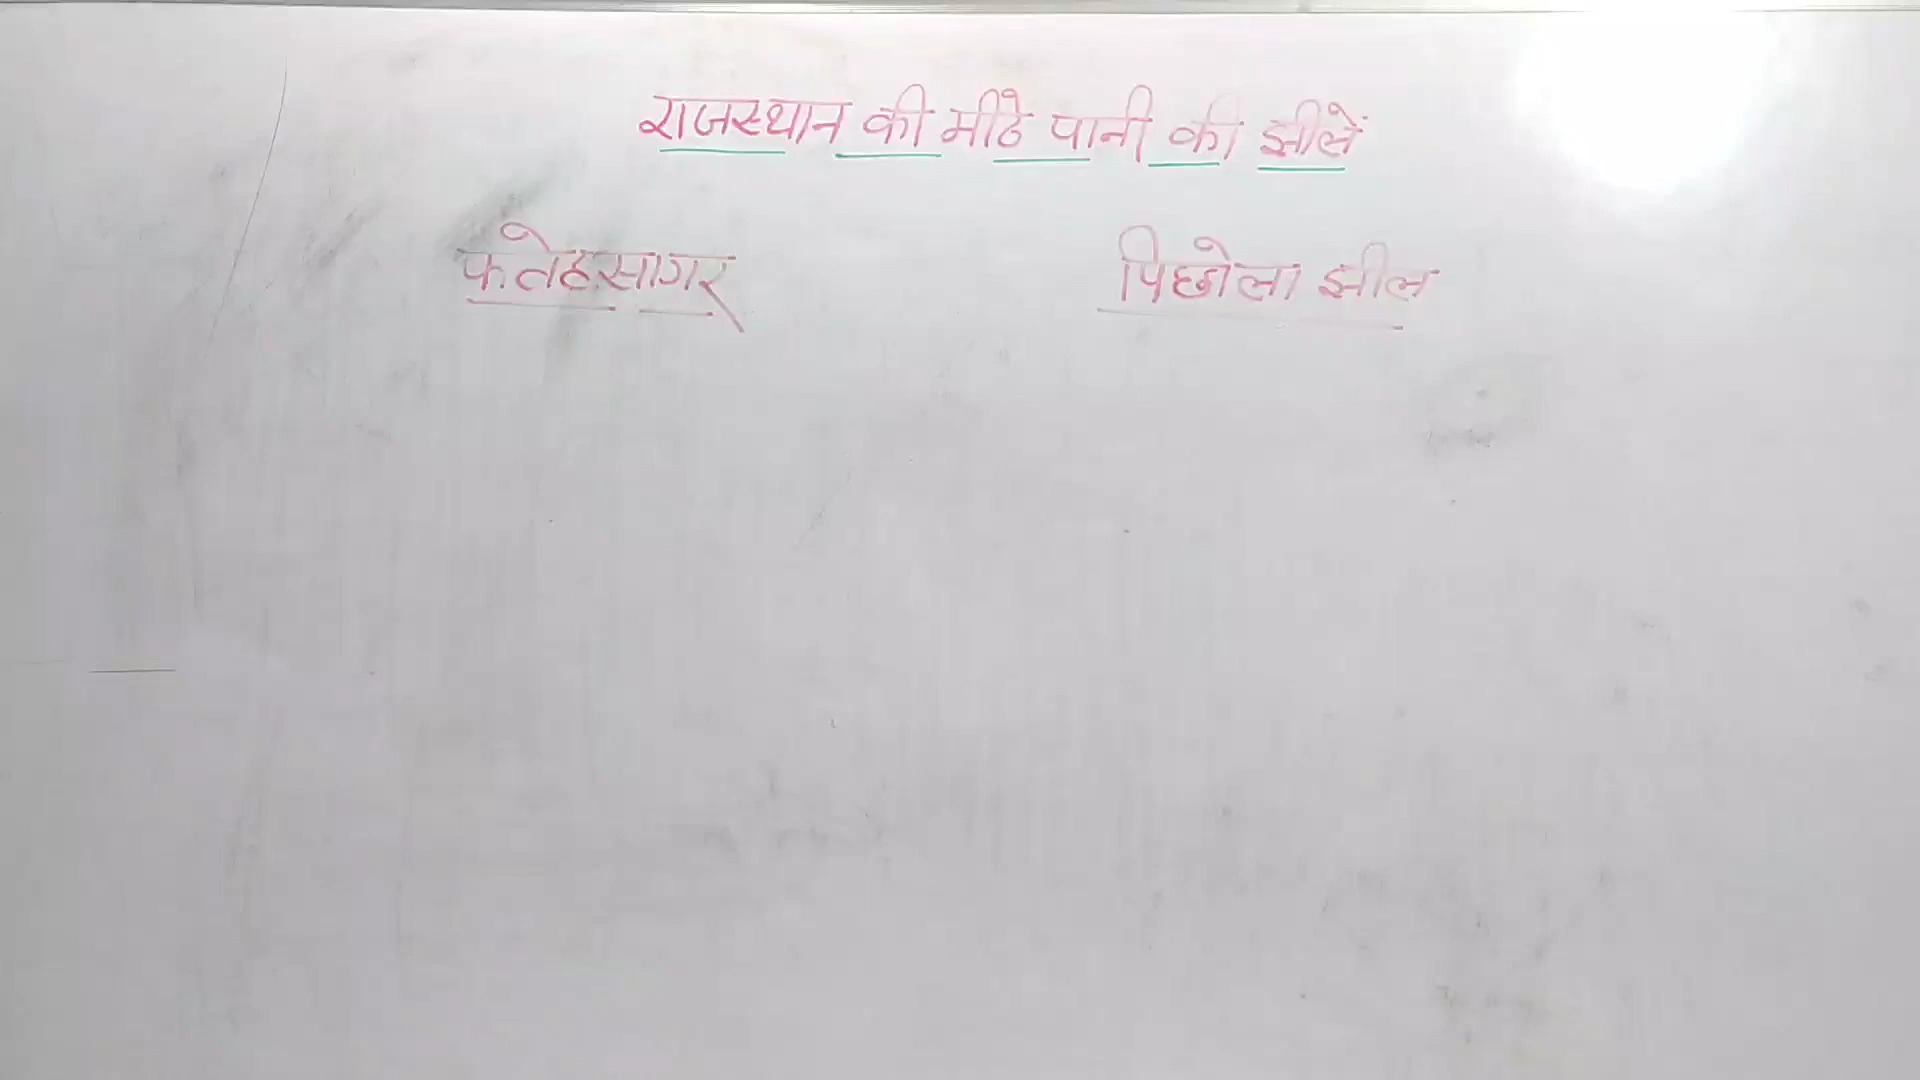 राजस्थान की मीठे पानी की झीलें
फतेहसागर
पिछोला झील